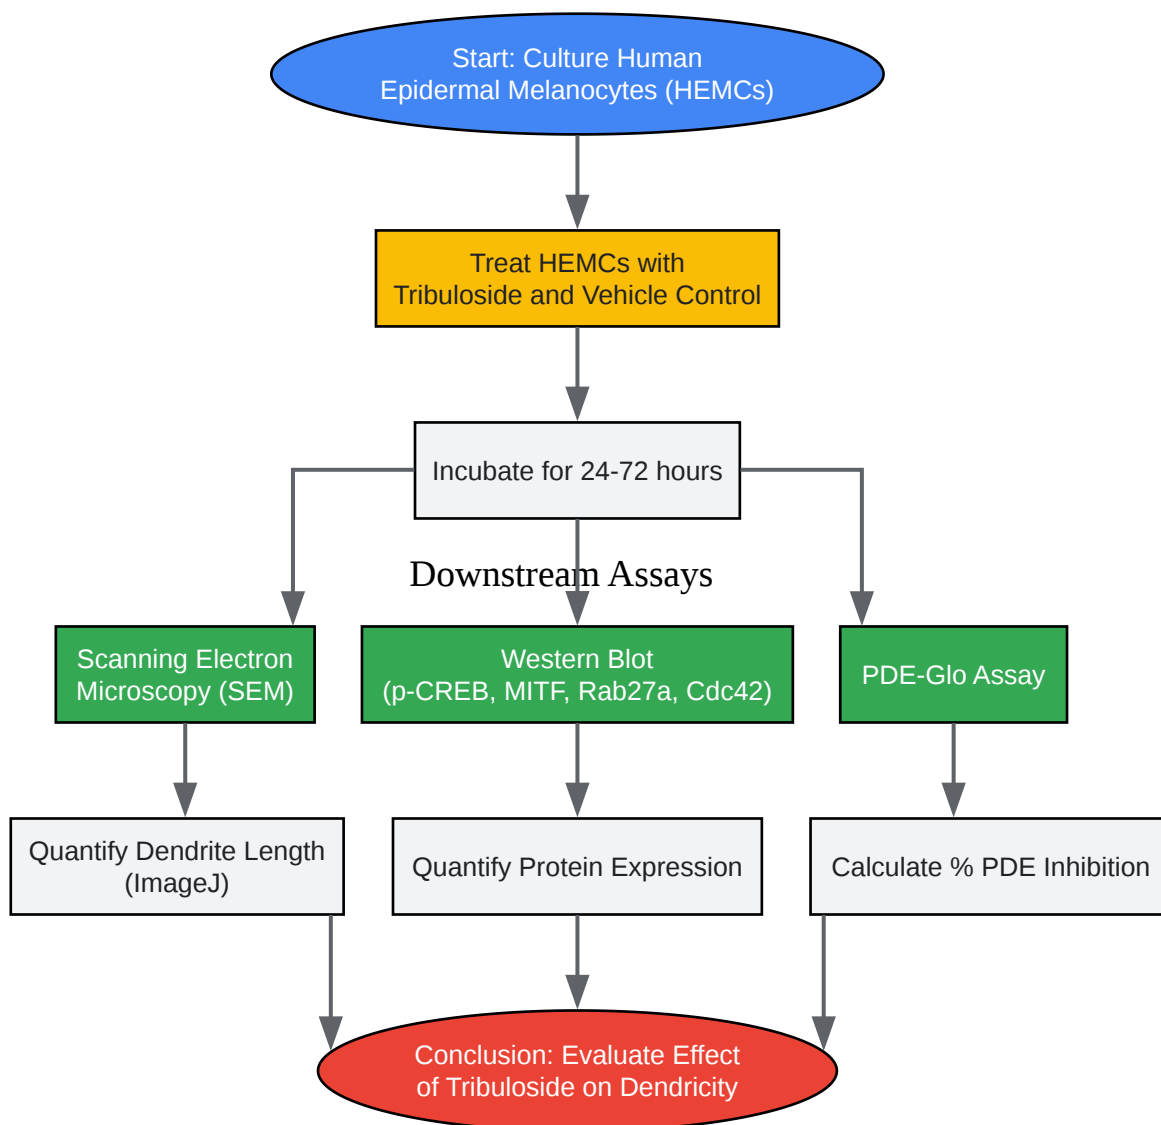 Start: Culture Human
Epidermal Melanocytes (HEMCs)
Treat HEMCs with
Tribuloside and Vehicle Control
Incubate for 24-72 hours
Downstream Assays
Scanning Electron
Microscopy (SEM)
Western Blot
(p-CREB, MITF, Rab27a, Cdc42)
PDE-Glo Assay
Quantify Dendrite Length
(ImageJ)
Quantify Protein Expression
Calculate % PDE Inhibition
Conclusion: Evaluate Effect
of Tribuloside on Dendricity